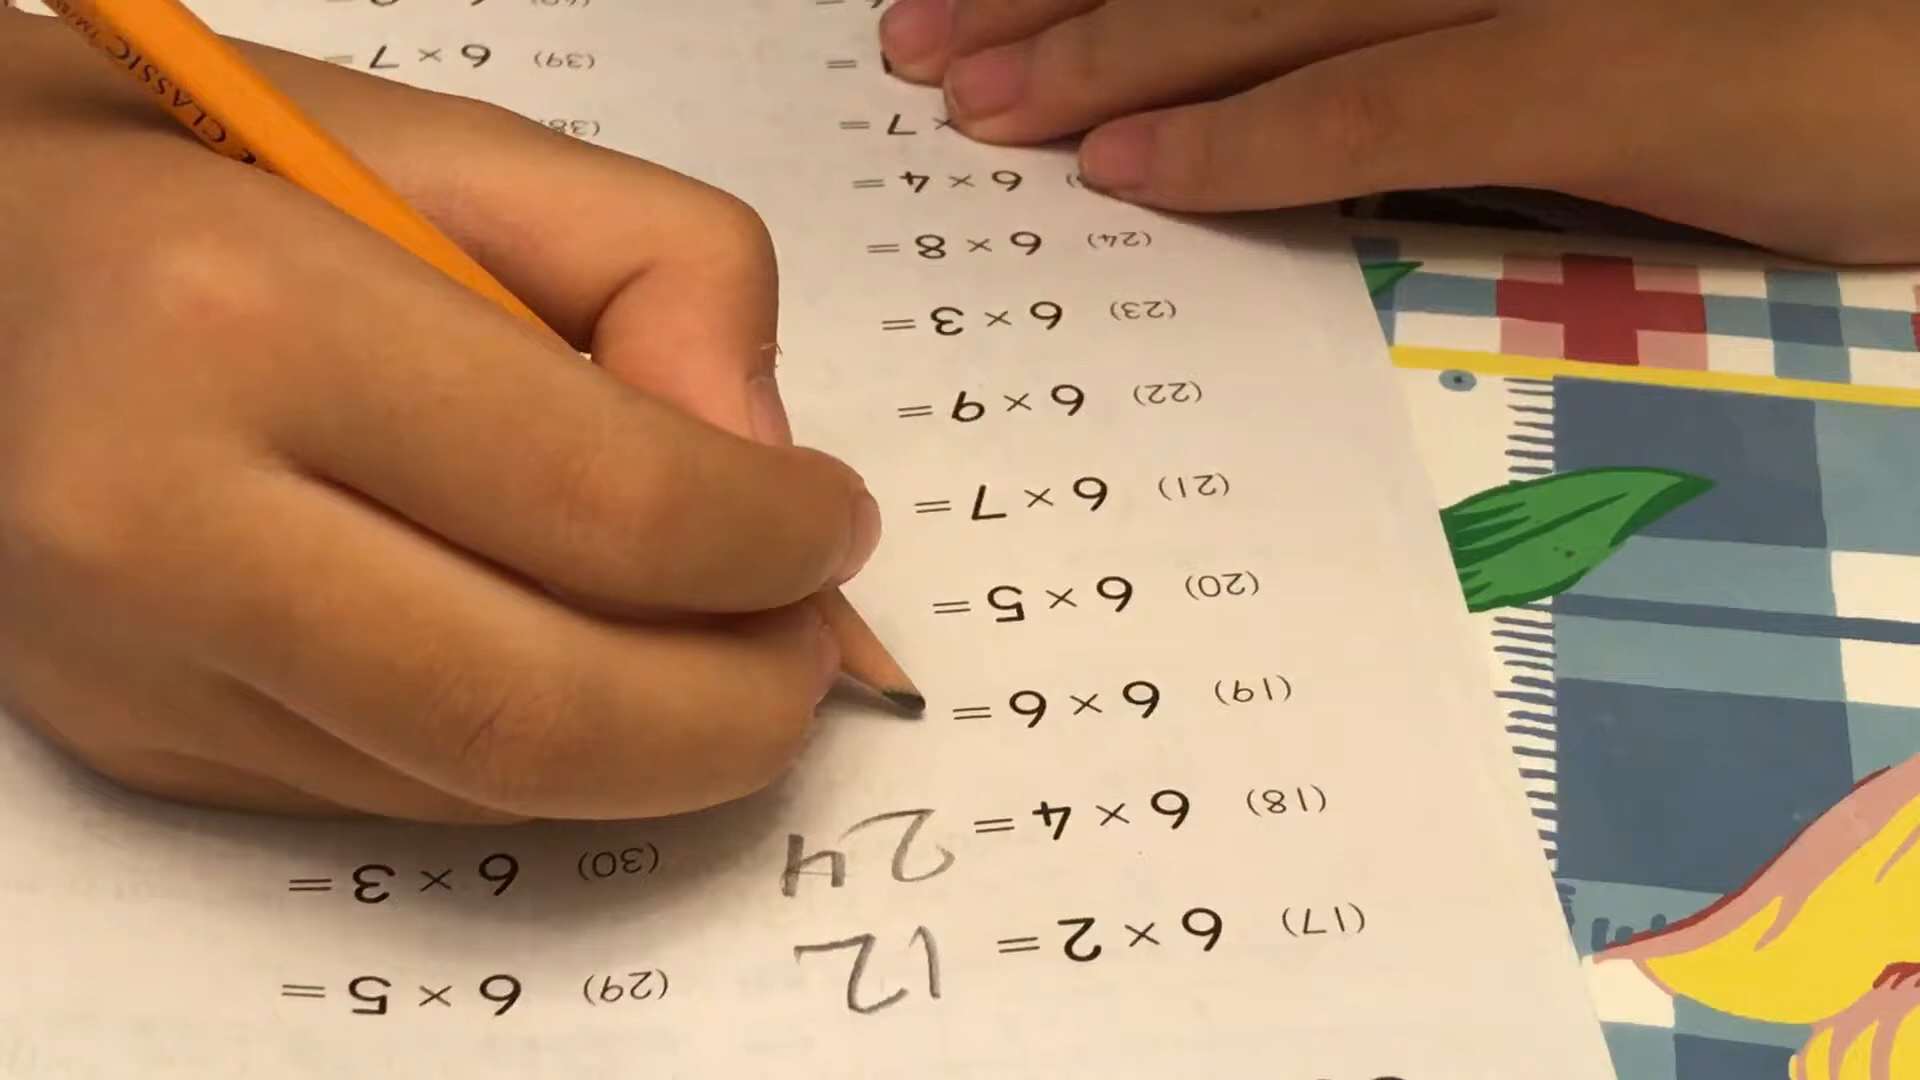 (17) 6 × 2 = 12
(18) 6 × 4 = 24
(19) 6 × 6 =
(20) 6 × 5 =
(21) 6 × 7 =
(22) 6 × 9 =
(23) 6 × 3 =
(24) 6 × 8 =
6 × 4 =
× 7 =
=
(29) 6 × 5 =
(30) 6 × 3 =
(38)
(39) 6 × 7 =
CLASSIC